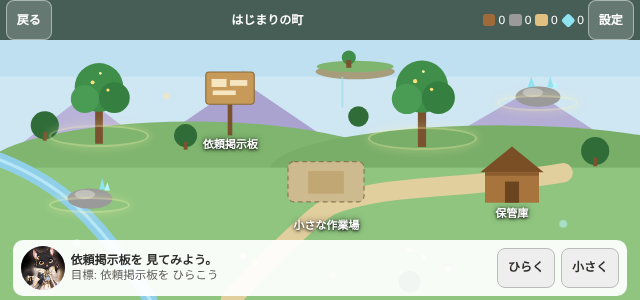 戻る
はじまりの町
0 0 0 0
設定
依頼掲示板
小さな作業場
保管庫
依頼掲示板を 見てみよう。
目標: 依頼掲示板を ひらこう
ひらく
小さく